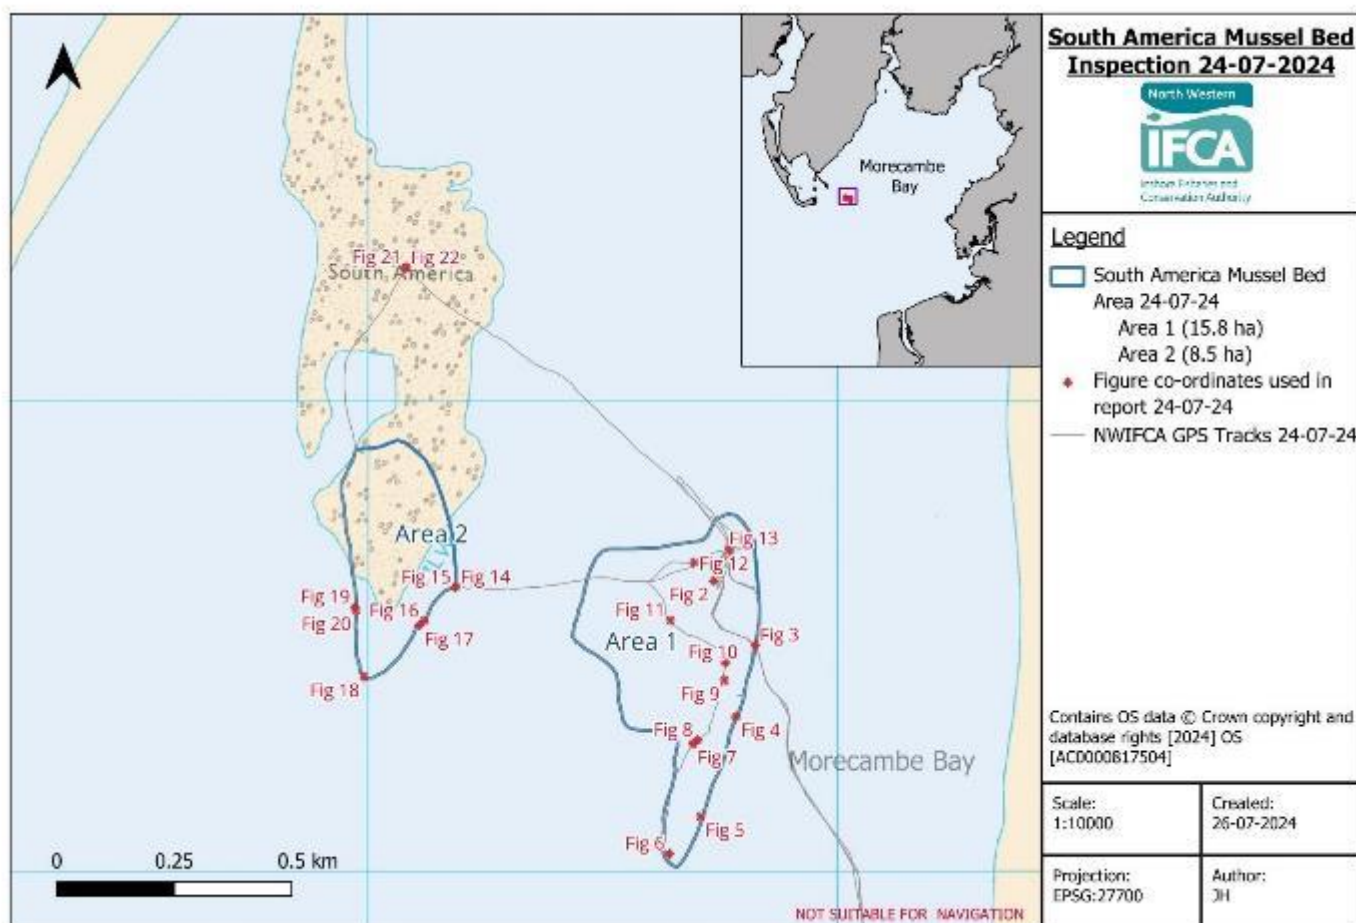 South America Mussel Bed
Inspection 24-07-2024
North Western
IFCA
Inshore Fisheries and
Conservation Authority
Legend
South America Mussel Bed
Area 24-07-24
Area 1 (15.8 ha)
Area 2 (8.5 ha)
Figure co-ordinates used in
report 24-07-24
NWIFCA GPS Tracks 24-07-24
Contains OS data © Crown copyright and
database rights [2024] OS
[AC0000817504]
Scale:
1:10000
Created:
26-07-2024
Projection:
EPSG:27700
Author:
JH
Morecambe
Bay
Fig 21 Fig 22
South America
Area 2
Fig 15
Fig 14
Fig 19
Fig 16
Fig 20
Fig 17
Fig 18
Fig 13
Fig 12
Fig 2
Fig 11
Area 1
Fig 3
Fig 10
Fig 9
Fig 8
Fig 4
Fig 7
Morecambe Bay
Fig 5
Fig 6
0 0.25 0.5 km
NOT SUITABLE FOR NAVIGATION